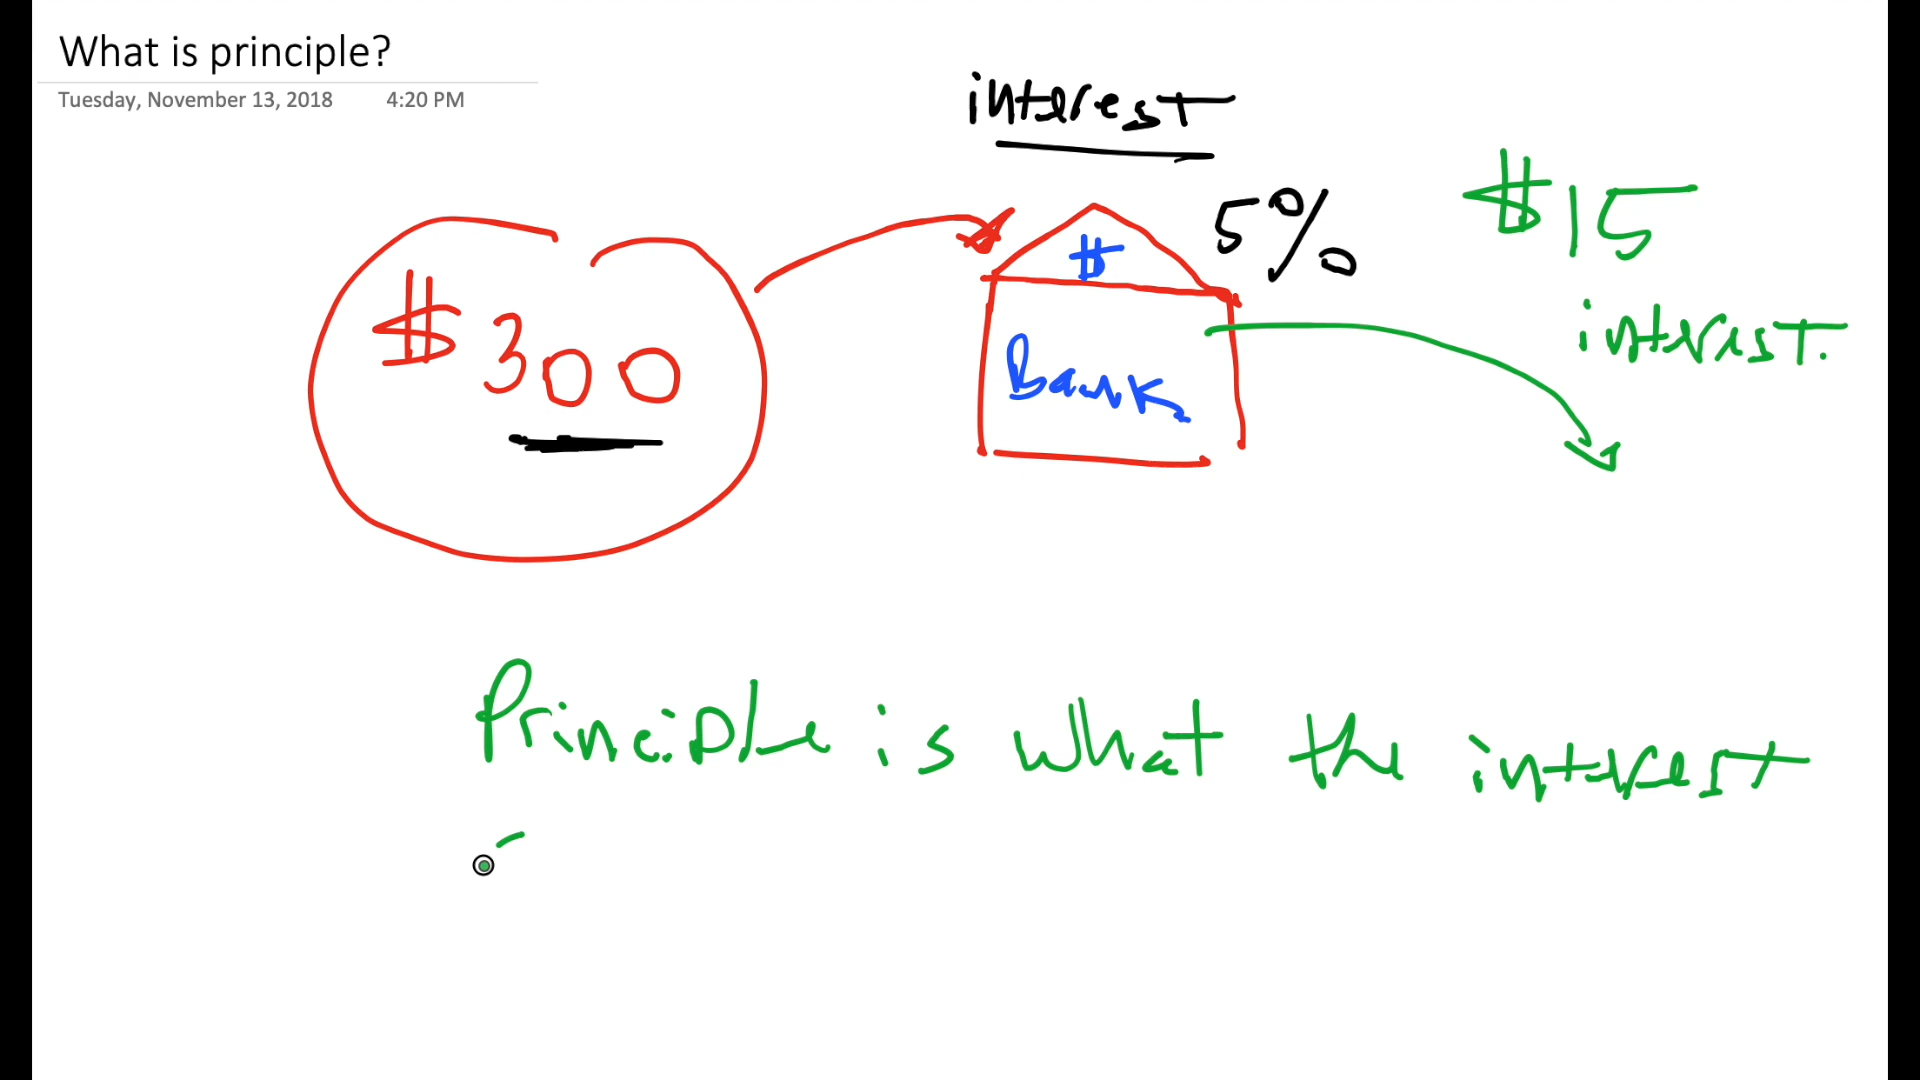 What is principle?
Tuesday, November 13, 2018 4:20 PM
interest
5%
$15
interest.
$300
$
Bank
Principle is what the interest